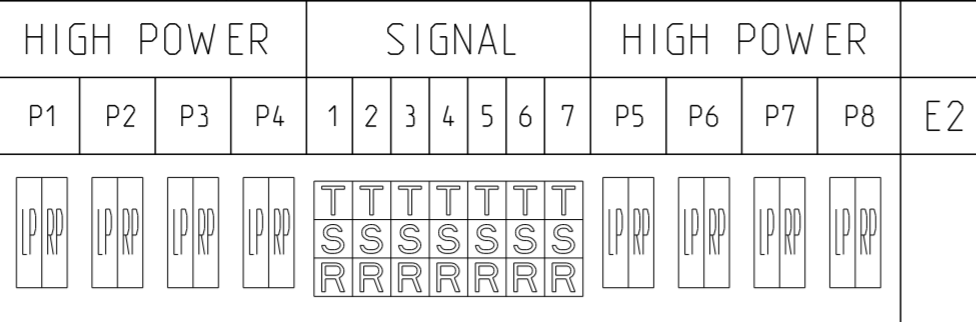 HIGH POWER SIGNAL HIGH POWER
P1 P2 P3 P4 1 2 3 4 5 6 7 P5 P6 P7 P8 E2
LP RP LP RP LP RP LP RP T T T T T T T LP RP LP RP LP RP LP RP
S S S S S S S
R R R R R R R